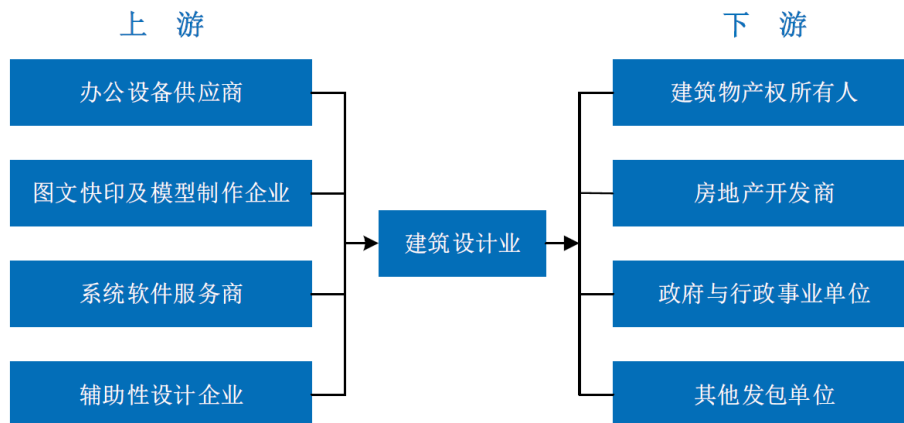 上 游
下 游
办公设备供应商
建筑物产权所有人
图文快印及模型制作企业
房地产开发商
建筑设计业
系统软件服务商
政府与行政事业单位
辅助性设计企业
其他发包单位